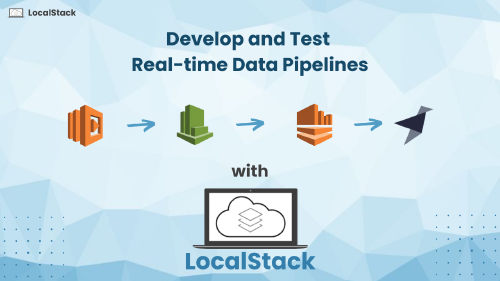 LocalStack
Develop and Test
Real-time Data Pipelines
with
LocalStack